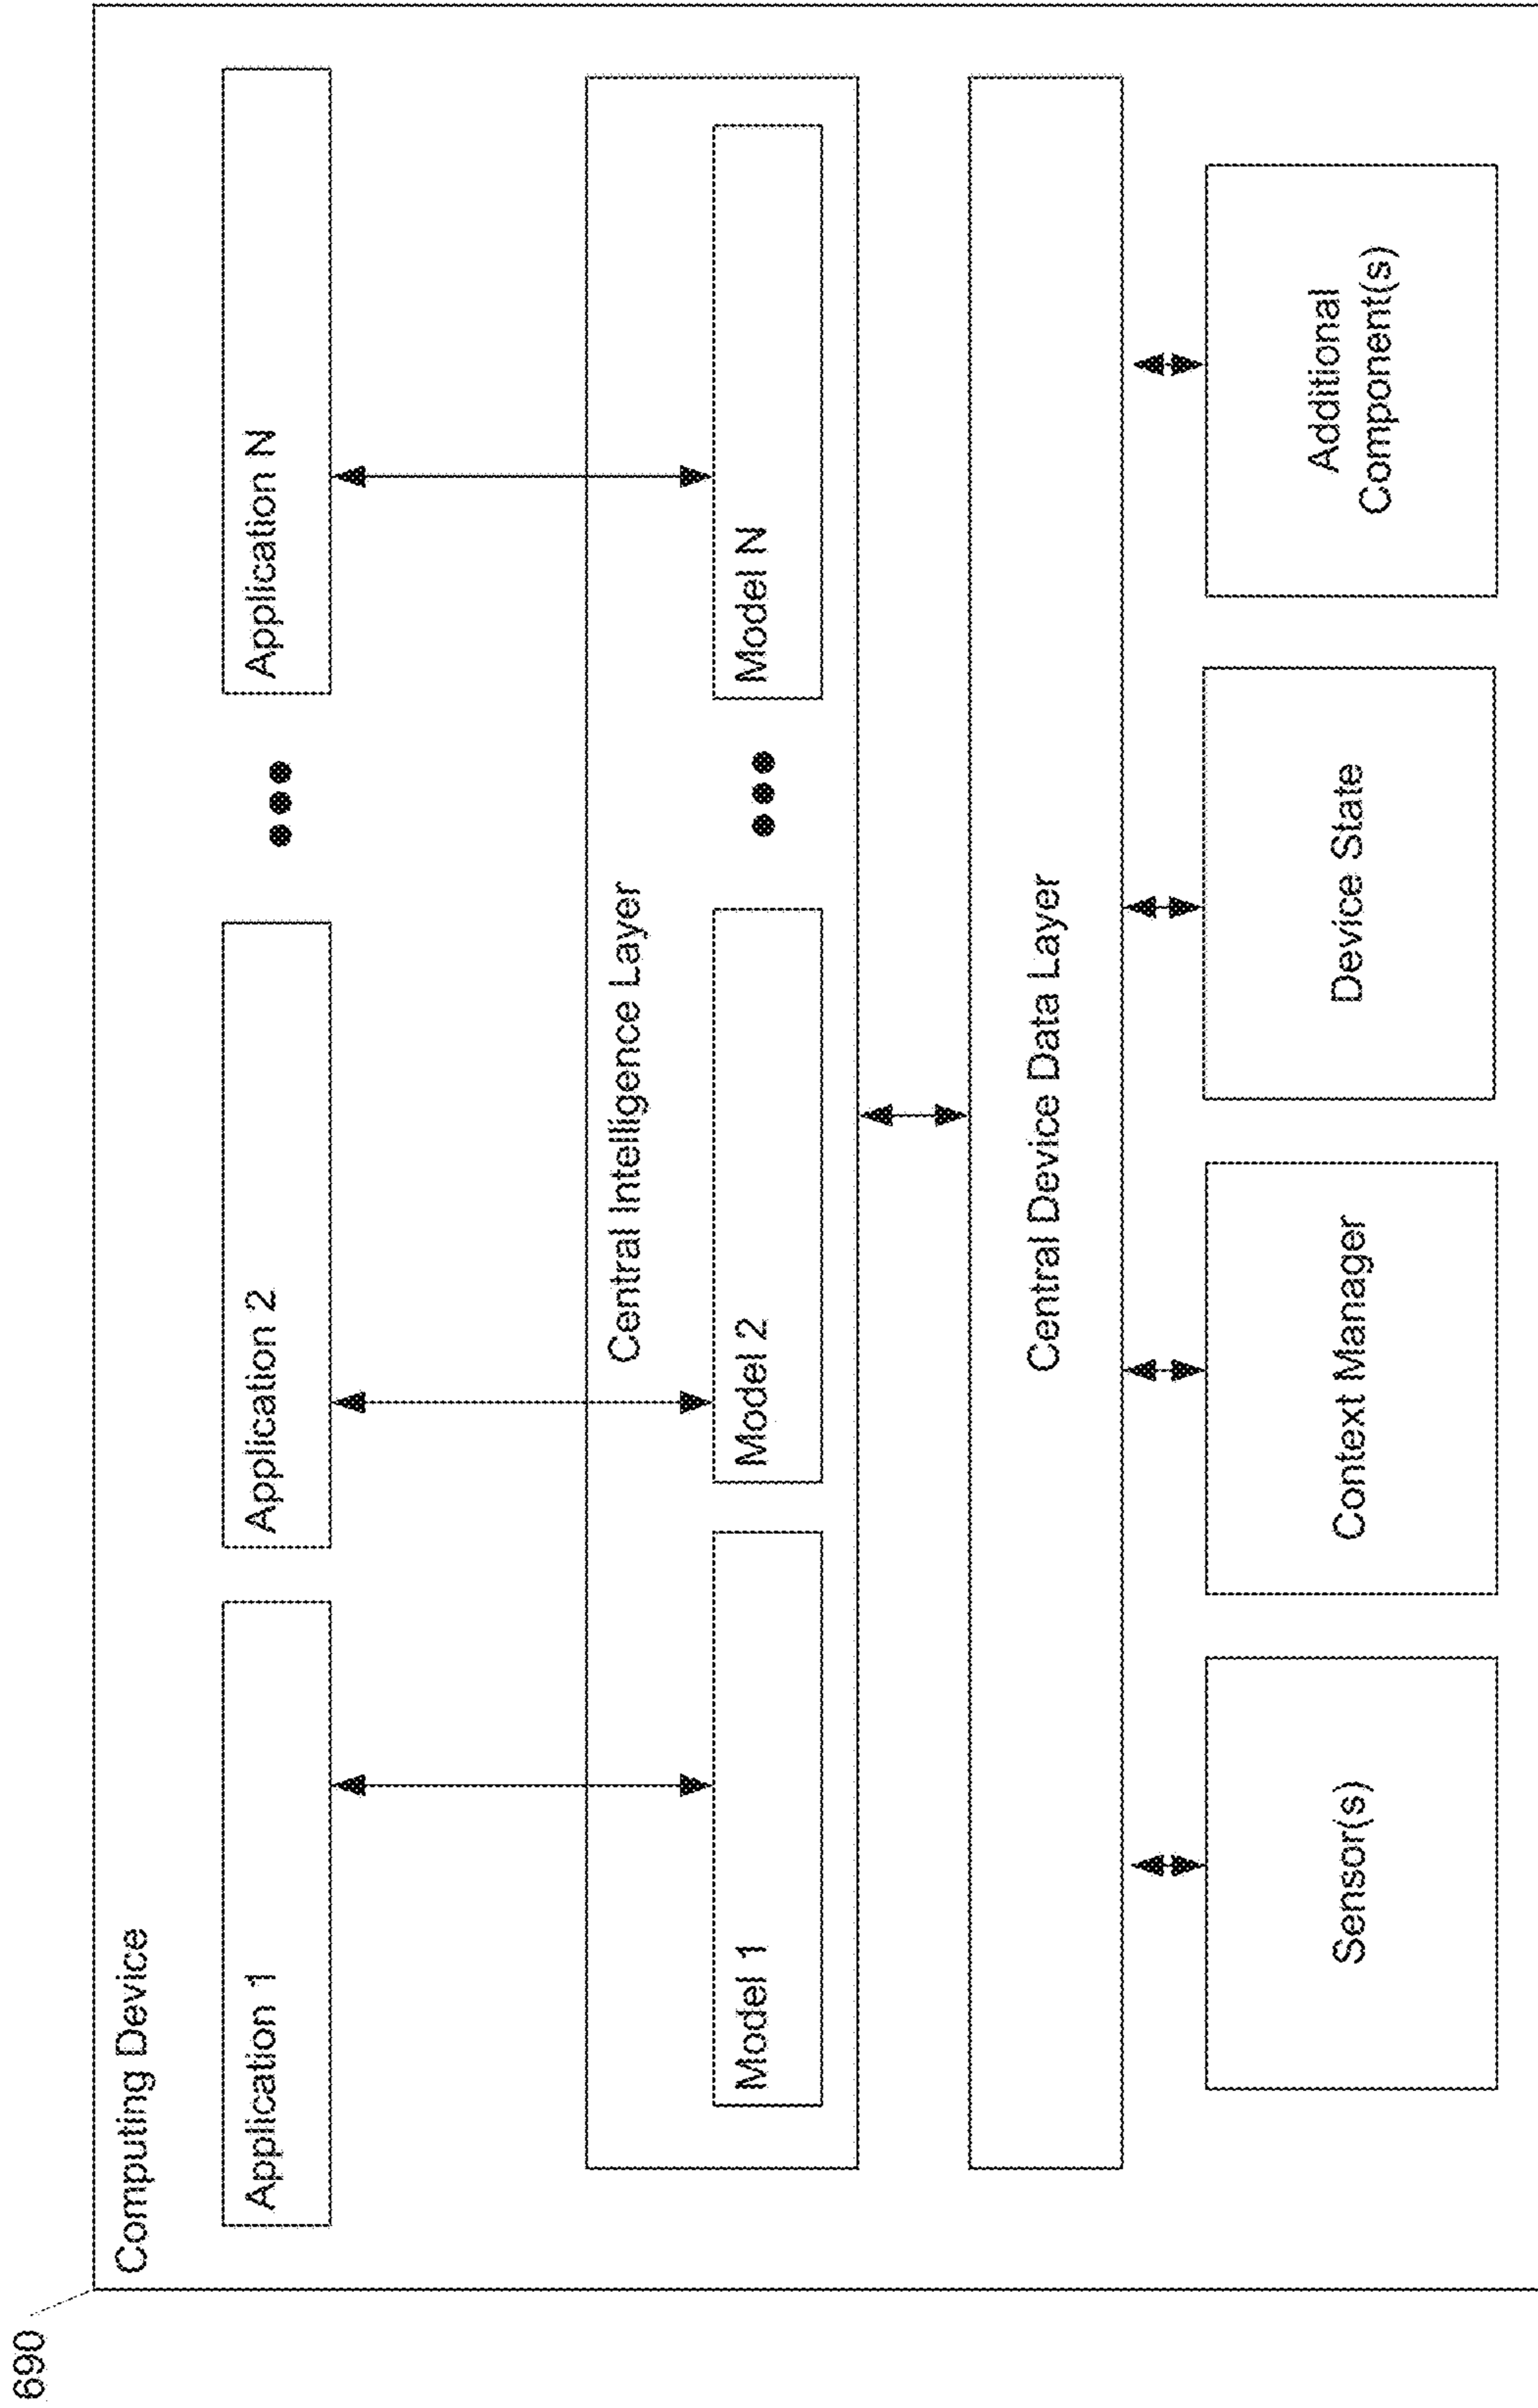 690
Computing Device
Application 1
Application 2
Application N
Central Intelligence Layer
Model 1
Model 2
Model N
Central Device Data Layer
Sensor(s)
Context Manager
Device State
Additional
Component(s)